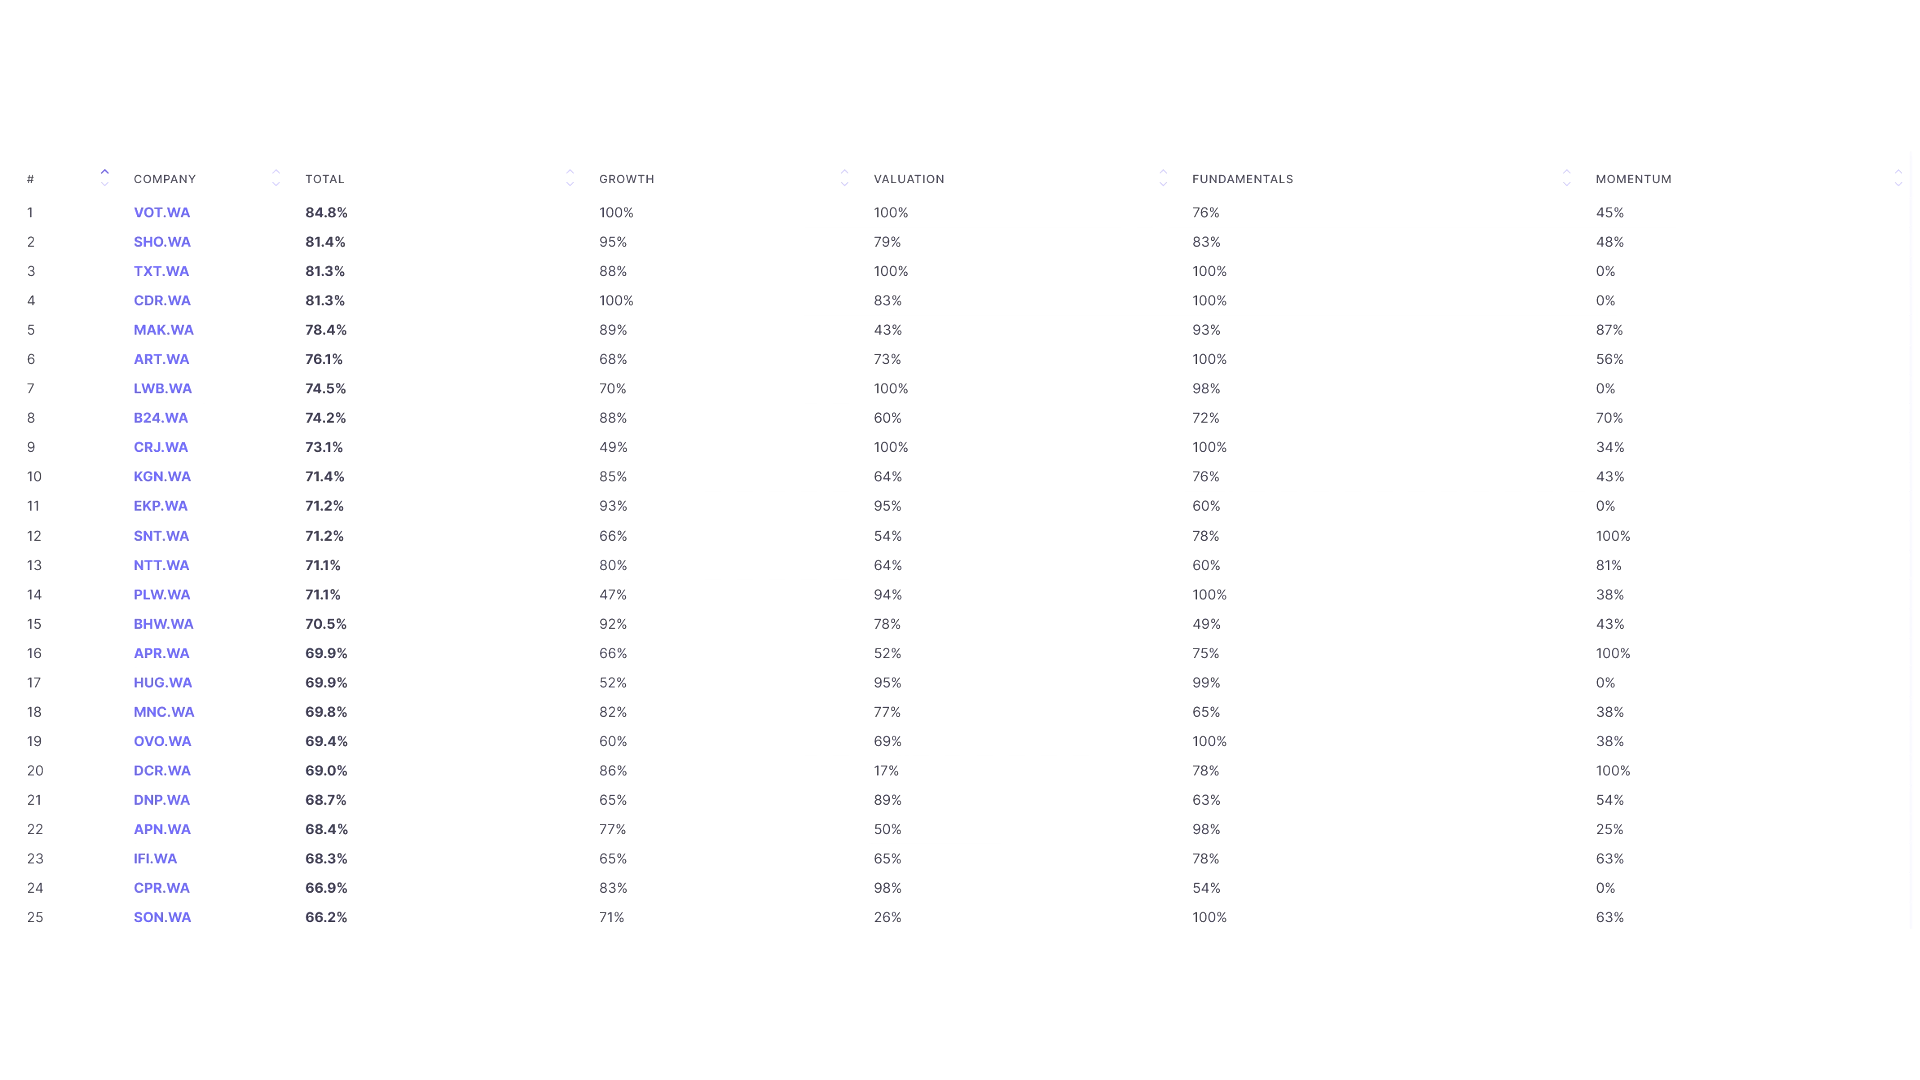 # COMPANY TOTAL GROWTH VALUATION FUNDAMENTALS MOMENTUM
1 VOT.WA 84.8% 100% 100% 76% 45%
2 SHO.WA 81.4% 95% 79% 83% 48%
3 TXT.WA 81.3% 88% 100% 100% 0%
4 CDR.WA 81.3% 100% 83% 100% 0%
5 MAK.WA 78.4% 89% 43% 93% 87%
6 ART.WA 76.1% 68% 73% 100% 56%
7 LWB.WA 74.5% 70% 100% 98% 0%
8 B24.WA 74.2% 88% 60% 72% 70%
9 CRJ.WA 73.1% 49% 100% 100% 34%
10 KGN.WA 71.4% 85% 64% 76% 43%
11 EKP.WA 71.2% 93% 95% 60% 0%
12 SNT.WA 71.2% 66% 54% 78% 100%
13 NTT.WA 71.1% 80% 64% 60% 81%
14 PLW.WA 71.1% 47% 94% 100% 38%
15 BHW.WA 70.5% 92% 78% 49% 43%
16 APR.WA 69.9% 66% 52% 75% 100%
17 HUG.WA 69.9% 52% 95% 99% 0%
18 MNC.WA 69.8% 82% 77% 65% 38%
19 OVO.WA 69.4% 60% 69% 100% 38%
20 DCR.WA 69.0% 86% 17% 78% 100%
21 DNP.WA 68.7% 65% 89% 63% 54%
22 APN.WA 68.4% 77% 50% 98% 25%
23 IFI.WA 68.3% 65% 65% 78% 63%
24 CPR.WA 66.9% 83% 98% 54% 0%
25 SON.WA 66.2% 71% 26% 100% 63%